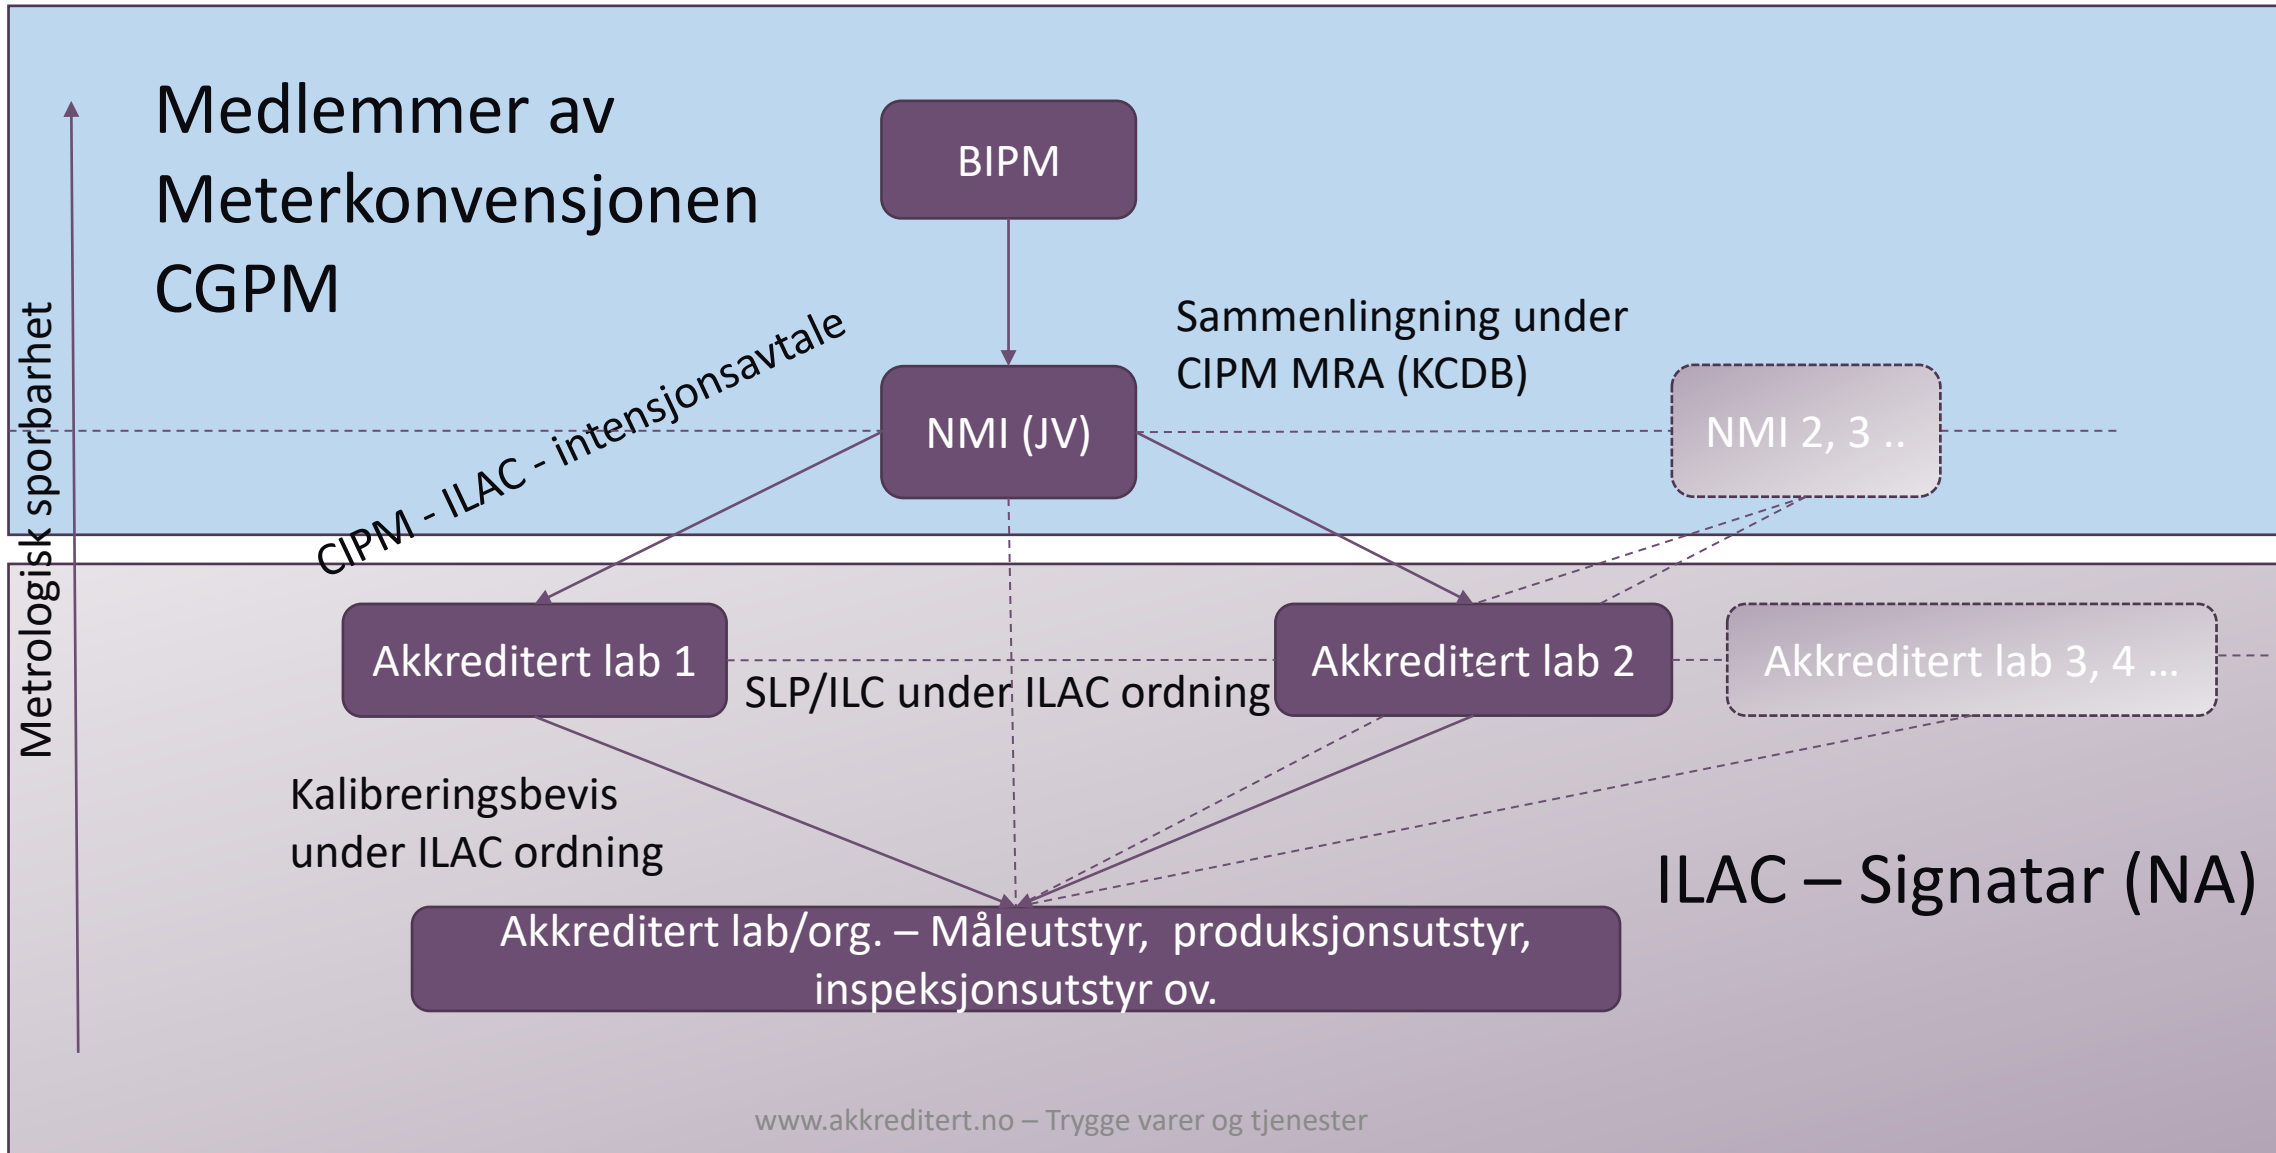 Medlemmer av
Meterkonvensjonen
CGPM
BIPM
Metrologisk sporbarhet
CIPM - ILAC - intensjonsavtale
Sammenlingning under
CIPM MRA (KCDB)
NMI (JV)
NMI 2, 3 ..
Akkreditert lab 1
SLP/ILC under ILAC ordning
Akkreditert lab 2
Akkreditert lab 3, 4 ...
Kalibreringsbevis
under ILAC ordning
ILAC – Signatar (NA)
Akkreditert lab/org. – Måleutstyr, produksjonsutstyr,
inspeksjonsutstyr ov.
www.akkreditert.no – Trygge varer og tjenester